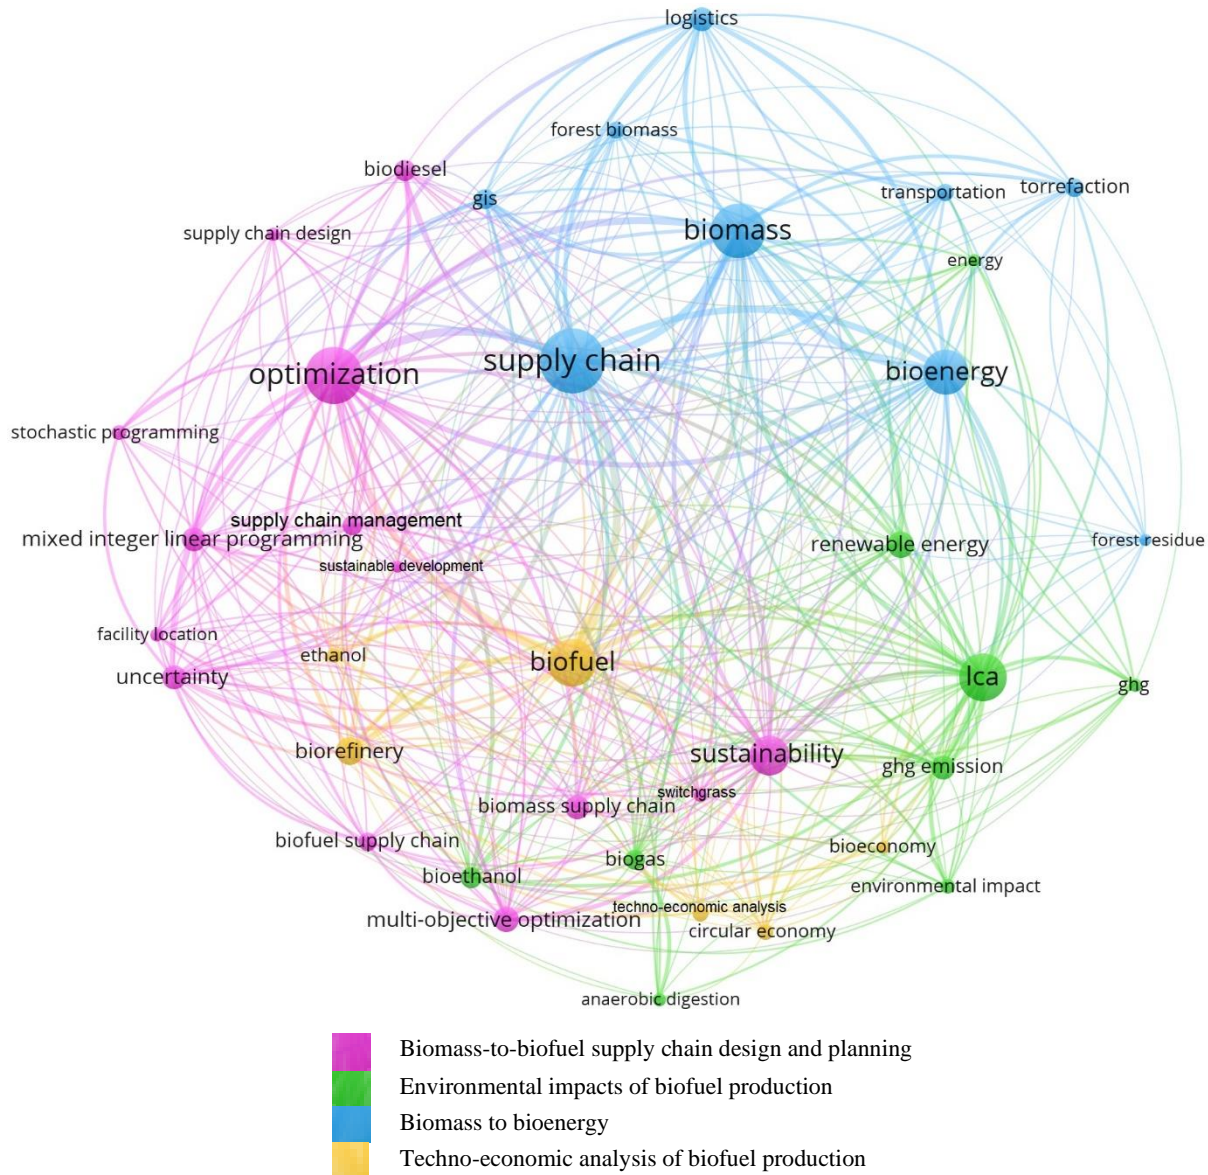 logistics
forest biomass
biodiesel
gis
transportation
torrefaction
supply chain design
biomass
energy
optimization
supply chain
bioenergy
stochastic programming
supply chain management
mixed integer linear programming
renewable energy
forest residue
sustainable development
facility location
ethanol
biofuel
uncertainty
lca
ghg
biorefinery
sustainability
ghg emission
switchgrass
biomass supply chain
biofuel supply chain
bioeconomy
biogas
bioethanol
environmental impact
techno-economic analysis
multi-objective optimization
circular economy
anaerobic digestion
Biomass-to-biofuel supply chain design and planning
Environmental impacts of biofuel production
Biomass to bioenergy
Techno-economic analysis of biofuel production